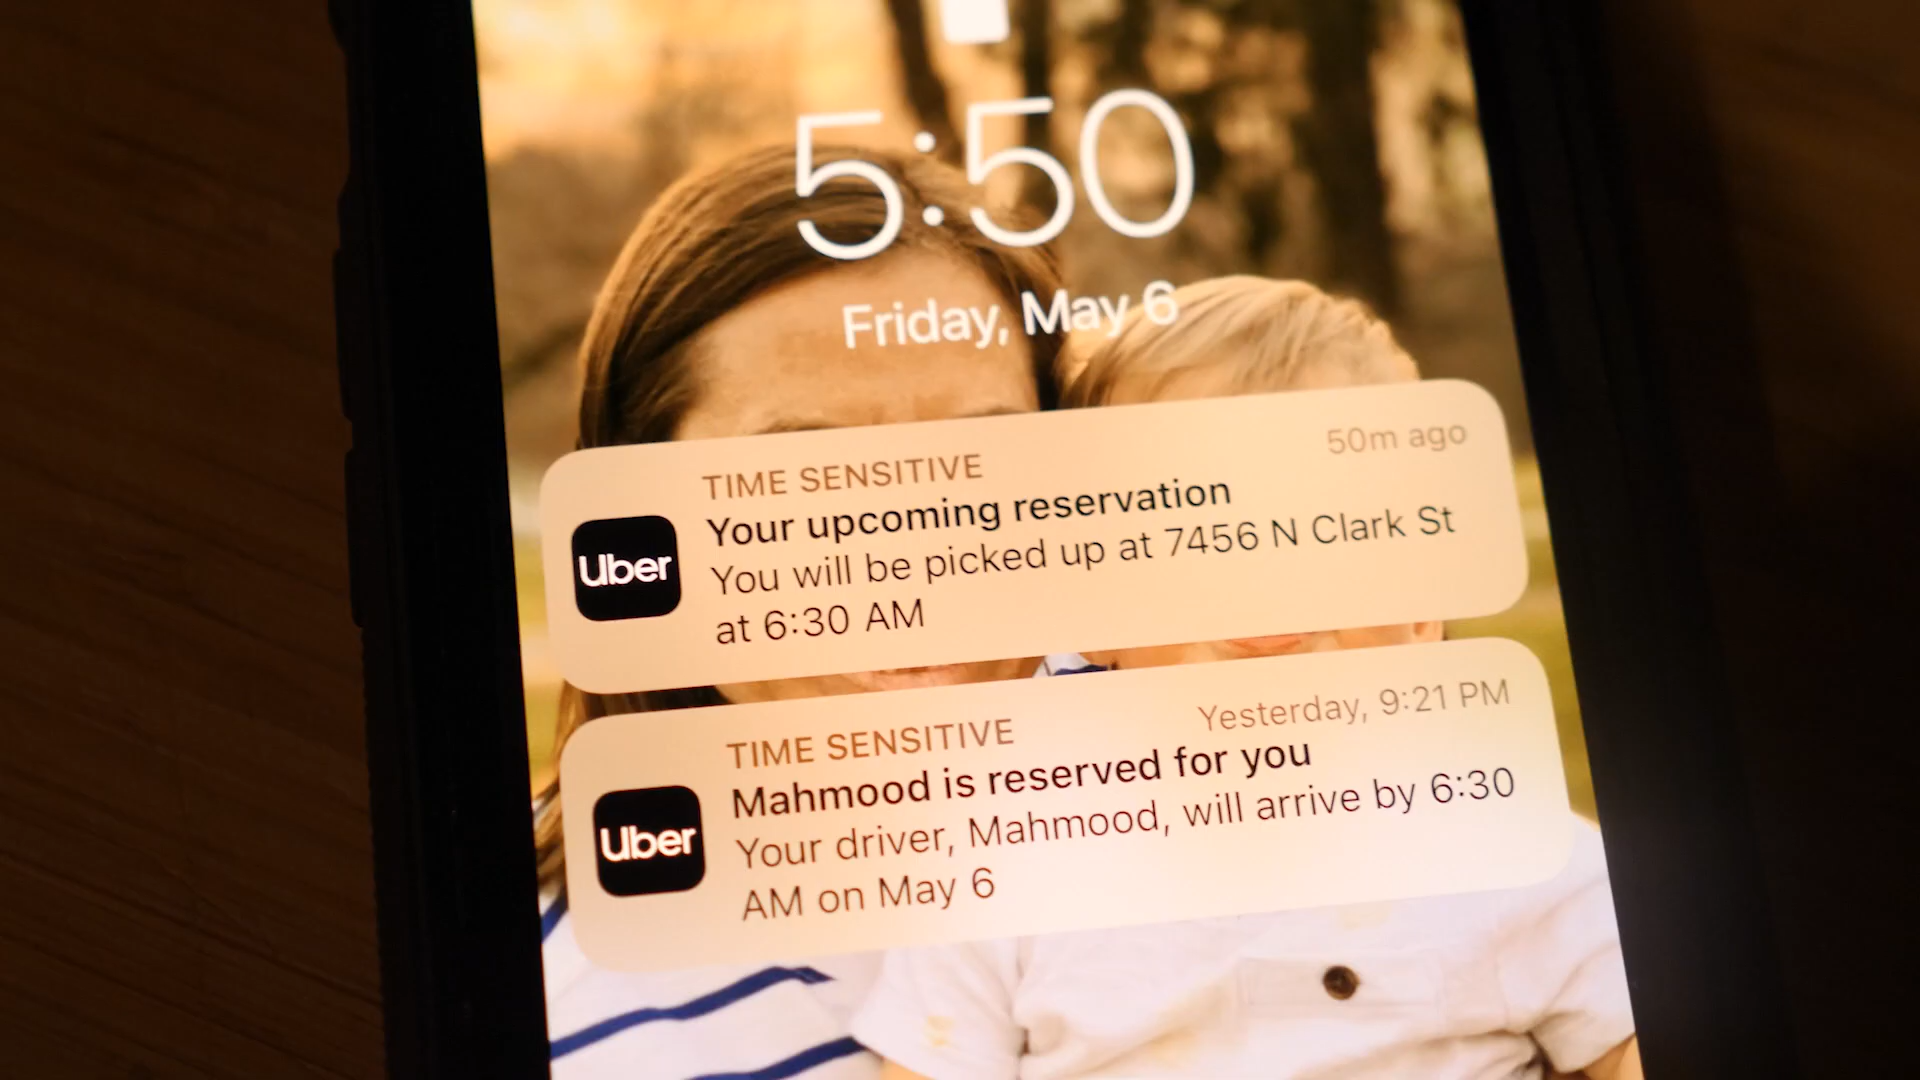 5:50
Friday, May 6
TIME SENSITIVE
50m ago
Your upcoming reservation
You will be picked up at 7456 N Clark St
at 6:30 AM
Uber
TIME SENSITIVE
Yesterday, 9:21 PM
Mahmood is reserved for you
Your driver, Mahmood, will arrive by 6:30
AM on May 6
Uber